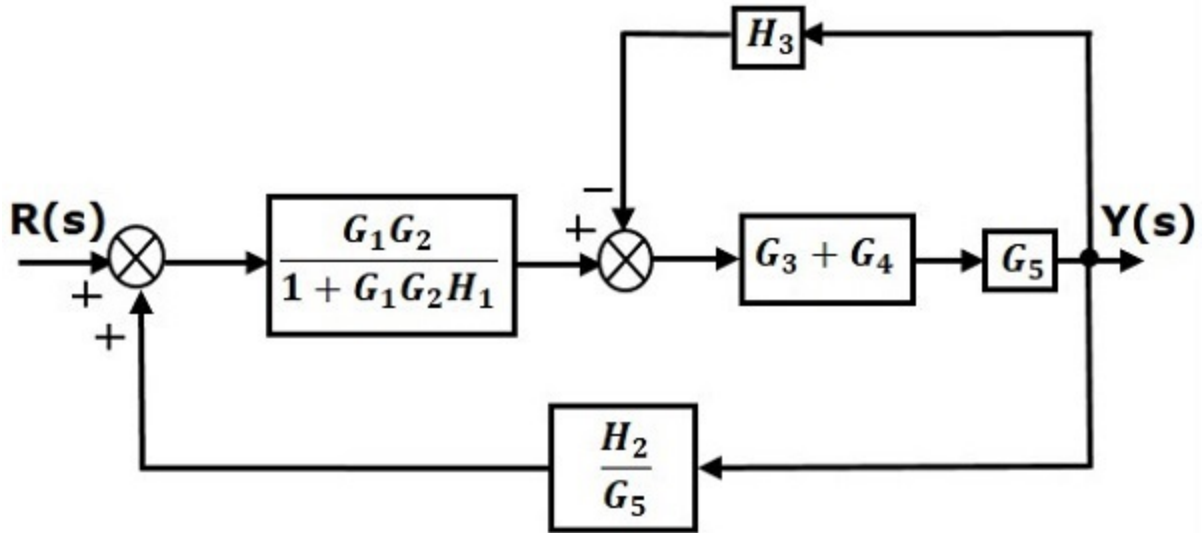 H₃
−
+
R(s)
+
+
G₁G₂
1 + G₁G₂H₁
G₃ + G₄
G₅
Y(s)
H₂
G₅